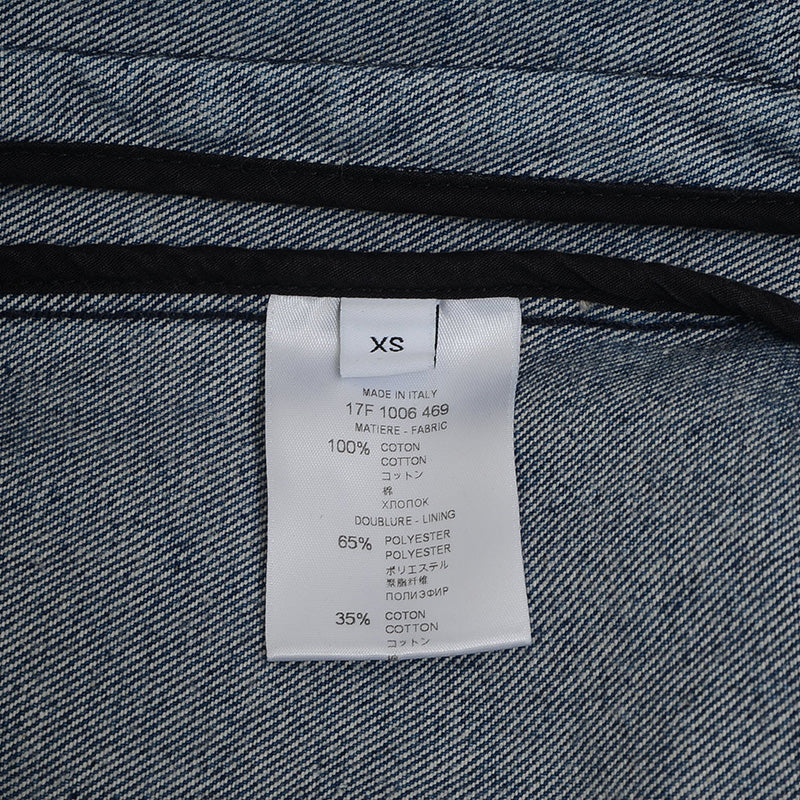 XS
MADE IN ITALY
17F 1006 469
MATIERE - FABRIC
100% COTON
COTTON
コットン
棉
ХЛОПОК
DOUBLURE - LINING
65% POLYESTER
POLYESTER
ポリエステル
聚脂纤维
ПОЛИЭФИР
35% COTON
COTTON
コットン